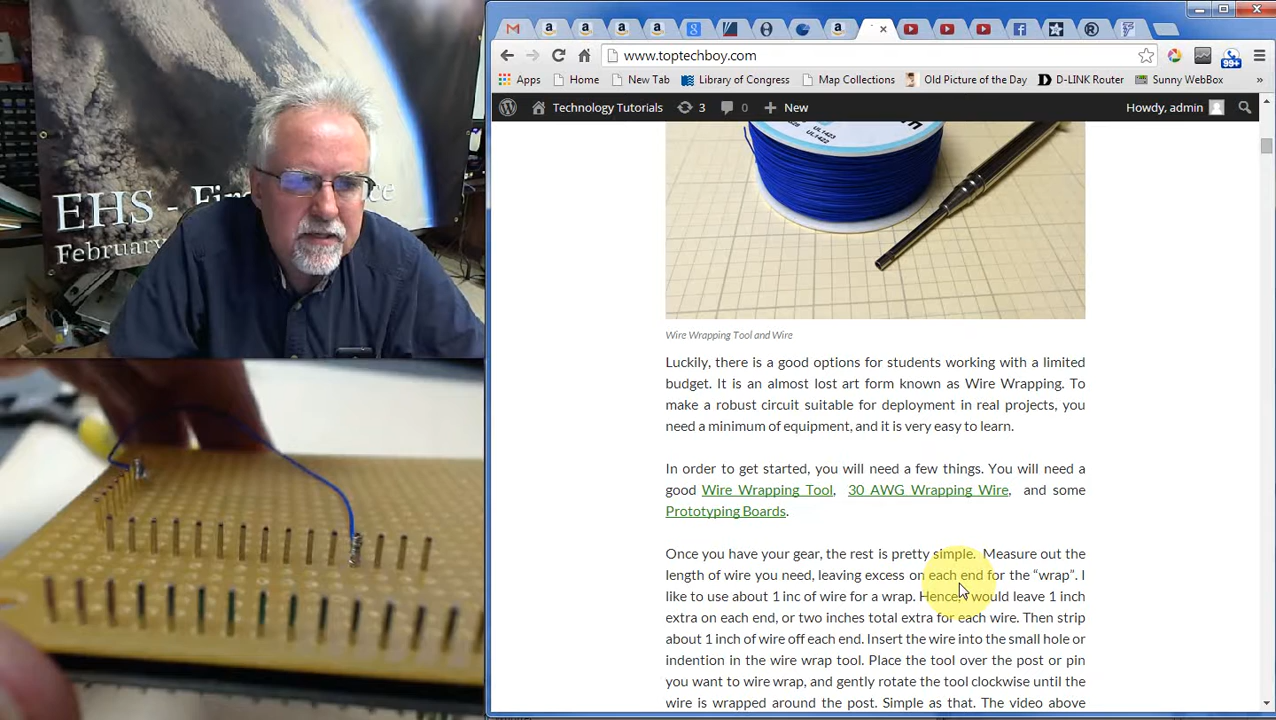 EHS - Fi
February
www.toptechboy.com
99+
Apps
Home
New Tab
Library of Congress
Map Collections
Old Picture of the Day
D-LINK Router
Sunny WebBox
»
Technology Tutorials
3
0
New
Howdy, admin
UL1423
UL1422
Wire Wrapping Tool and Wire
Luckily, there is a good options for students working with a limited
budget. It is an almost lost art form known as Wire Wrapping. To
make a robust circuit suitable for deployment in real projects, you
need a minimum of equipment, and it is very easy to learn.
In order to get started, you will need a few things. You will need a
good Wire Wrapping Tool, 30 AWG Wrapping Wire, and some
Prototyping Boards.
Once you have your gear, the rest is pretty simple. Measure out the
length of wire you need, leaving excess on each end for the “wrap”. I
like to use about 1 inc of wire for a wrap. Hence, I would leave 1 inch
extra on each end, or two inches total extra for each wire. Then strip
about 1 inch of wire off each end. Insert the wire into the small hole or
indention in the wire wrap tool. Place the tool over the post or pin
you want to wire wrap, and gently rotate the tool clockwise until the
wire is wrapped around the post. Simple as that. The video above